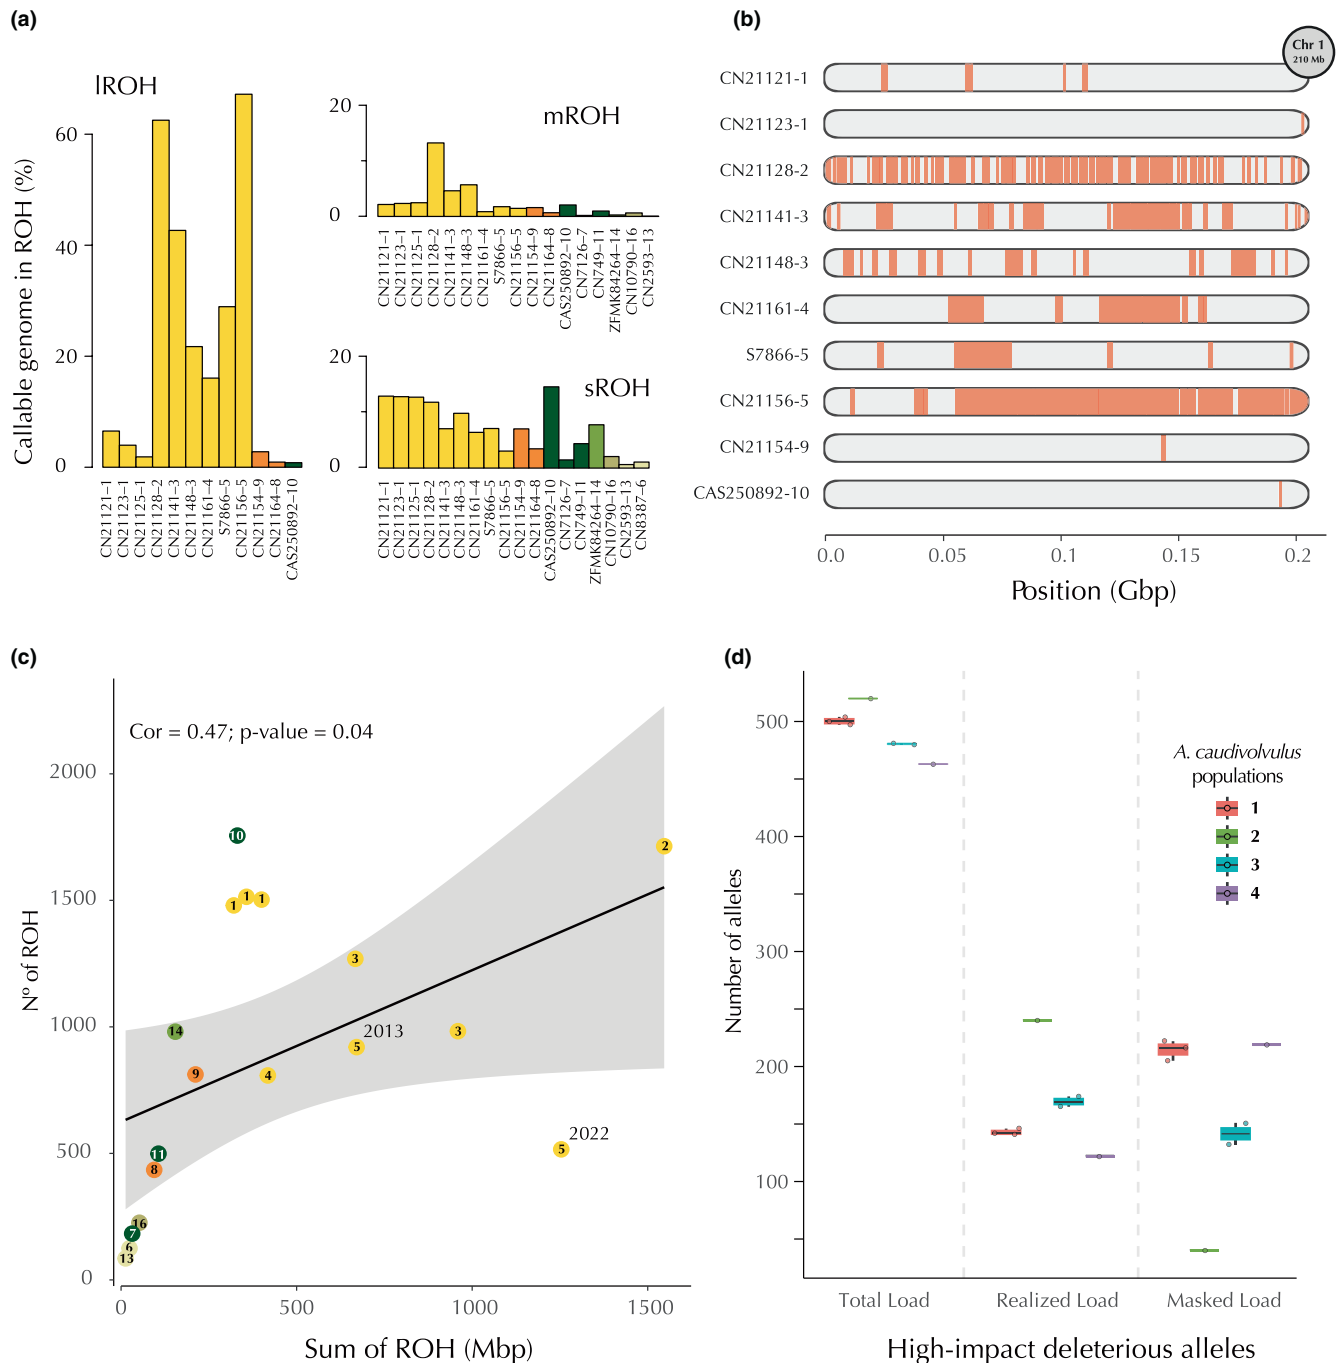 (a)
lROH
Callable genome in ROH (%)
60
40
20
0
CN21121–1
CN21123–1
CN21125–1
CN21128–2
CN21141–3
CN21148–3
CN21161–4
S7866–5
CN21156–5
CN21154–9
CN21164–8
CAS250892–10
mROH
20
0
CN21121–1
CN21123–1
CN21125–1
CN21128–2
CN21141–3
CN21148–3
CN21161–4
S7866–5
CN21156–5
CN21154–9
CN21164–8
CAS250892–10
CN7126–7
CN749–11
ZFMK84264–14
CN10790–16
CN2593–13
sROH
20
0
CN21121–1
CN21123–1
CN21125–1
CN21128–2
CN21141–3
CN21148–3
CN21161–4
S7866–5
CN21156–5
CN21154–9
CN21164–8
CAS250892–10
CN7126–7
CN749–11
ZFMK84264–14
CN10790–16
CN2593–13
CN8387–6
(b)
Chr 1
210 Mb
CN21121-1
CN21123-1
CN21128-2
CN21141-3
CN21148-3
CN21161-4
S7866-5
CN21156-5
CN21154-9
CAS250892-10
0.0 0.05 0.1 0.15 0.2
Position (Gbp)
(c)
Cor = 0.47; p-value = 0.04
Nº of ROH
2000
1500
1000
500
0
10
2
1 1 1
3
14
2013
3
5
9
4
2022
5
11
8
16
7
6
13
0 500 1000 1500
Sum of ROH (Mbp)
(d)
Number of alleles
500
400
300
200
100
A. caudivolvulus
populations
1
2
3
4
Total Load Realized Load Masked Load
High-impact deleterious alleles